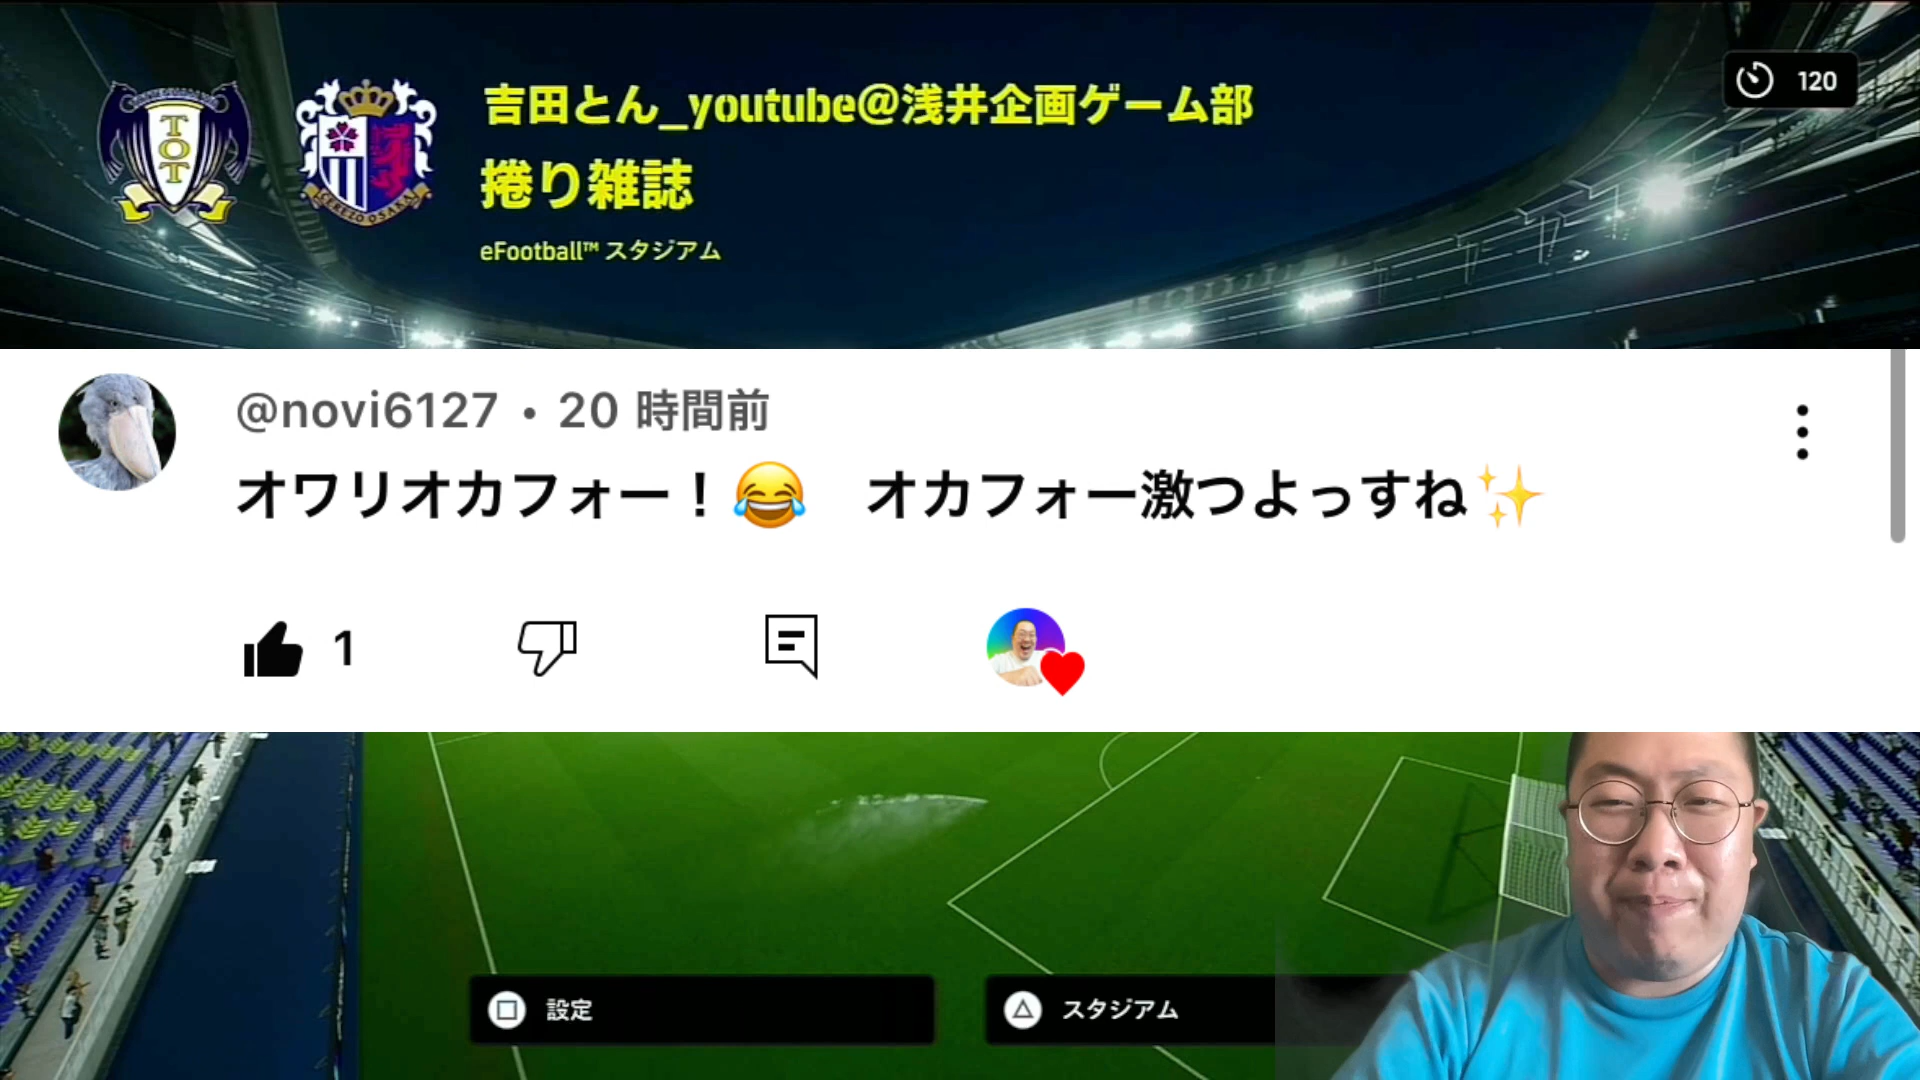 吉田とん_youtube@浅井企画ゲーム部
捲り雑誌
eFootball™ スタジアム
120
TOT
CEREZO OSAKA
@novi6127・20 時間前
オワリオカフォー！😂　オカフォー激つよっすね✨
1
設定
スタジアム